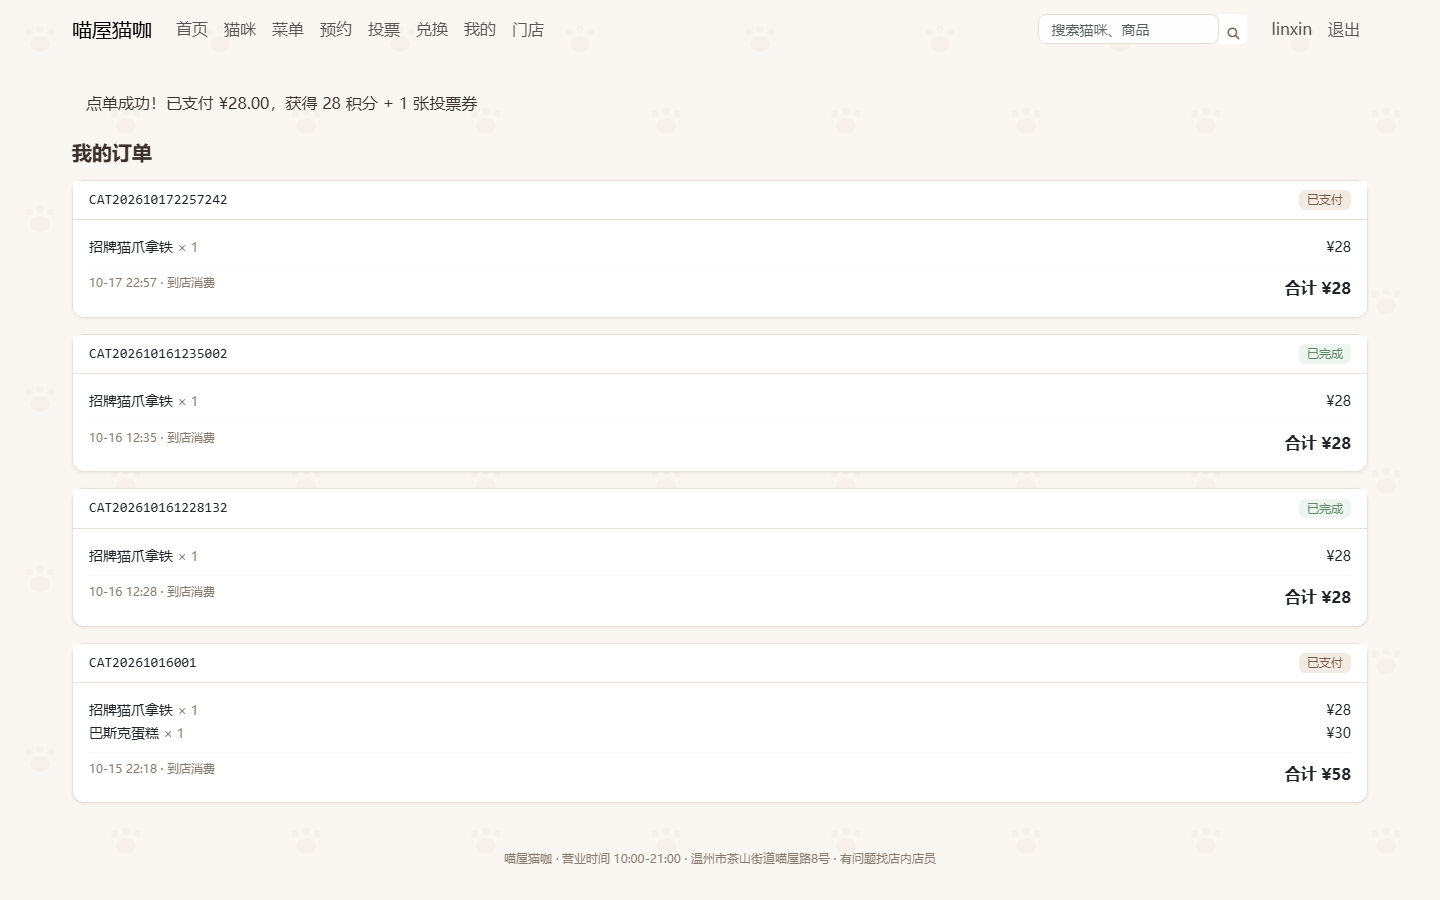 喵屋猫咖 首页 猫咪 菜单 预约 投票 兑换 我的 门店 搜索猫咪、商品 linxin 退出
点单成功！已支付 ¥28.00，获得 28 积分 + 1 张投票券
我的订单
CAT202610172257242 已支付
招牌猫爪拿铁 × 1 ¥28
10-17 22:57 · 到店消费 合计 ¥28
CAT202610161235002 已完成
招牌猫爪拿铁 × 1 ¥28
10-16 12:35 · 到店消费 合计 ¥28
CAT202610161228132 已完成
招牌猫爪拿铁 × 1 ¥28
10-16 12:28 · 到店消费 合计 ¥28
CAT20261016001 已支付
招牌猫爪拿铁 × 1 ¥28
巴斯克蛋糕 × 1 ¥30
10-15 22:18 · 到店消费 合计 ¥58
喵屋猫咖 · 营业时间 10:00-21:00 · 温州市茶山街道喵屋路8号 · 有问题找店内店员